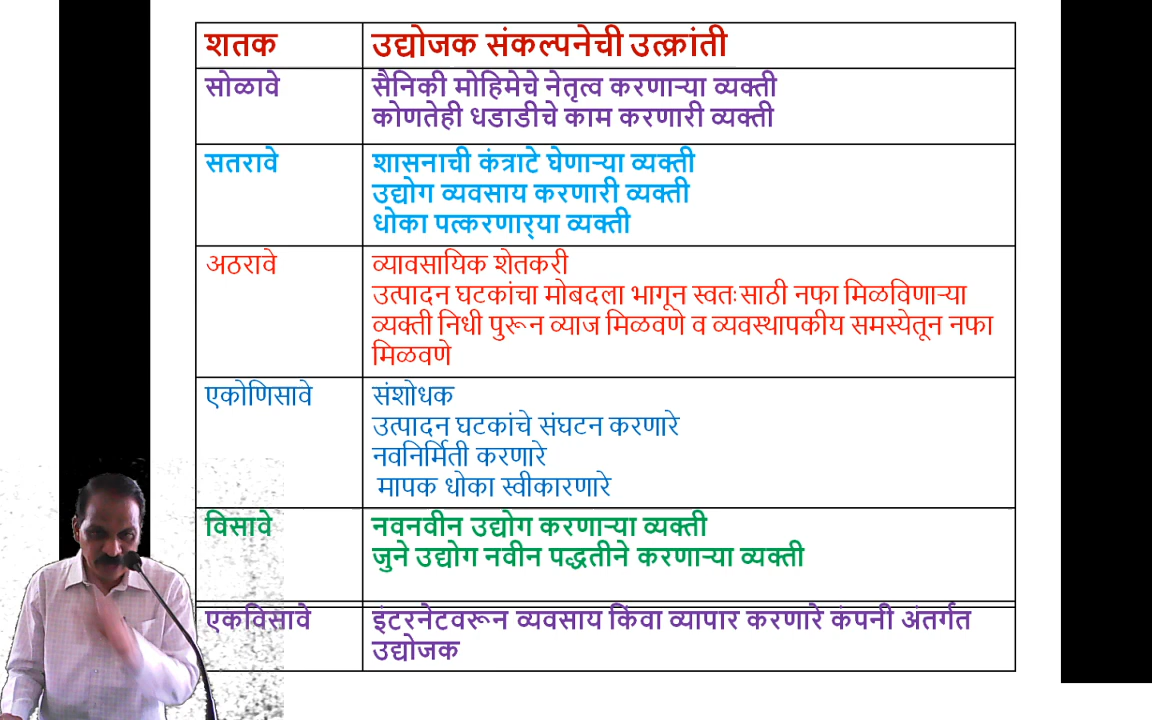 शतक उद्योजक संकल्पनेची उत्क्रांती
सोळावे सैनिकी मोहिमेचे नेतृत्व करणाऱ्या व्यक्ती
कोणतेही धडाडीचे काम करणारी व्यक्ती
सतरावे शासनाची कंत्राटे घेणाऱ्या व्यक्ती
उद्योग व्यवसाय करणारी व्यक्ती
धोका पत्करणार्‍या व्यक्ती
अठरावे व्यावसायिक शेतकरी
उत्पादन घटकांचा मोबदला भागून स्वतःसाठी नफा मिळविणाऱ्या
व्यक्ती निधी पुरून व्याज मिळवणे व व्यवस्थापकीय समस्येतून नफा
मिळवणे
एकोणिसावे संशोधक
उत्पादन घटकांचे संघटन करणारे
नवनिर्मिती करणारे
मापक धोका स्वीकारणारे
विसावे नवनवीन उद्योग करणाऱ्या व्यक्ती
जुने उद्योग नवीन पद्धतीने करणाऱ्या व्यक्ती
एकविसावे इंटरनेटवरून व्यवसाय किंवा व्यापार करणारे कंपनी अंतर्गत
उद्योजक